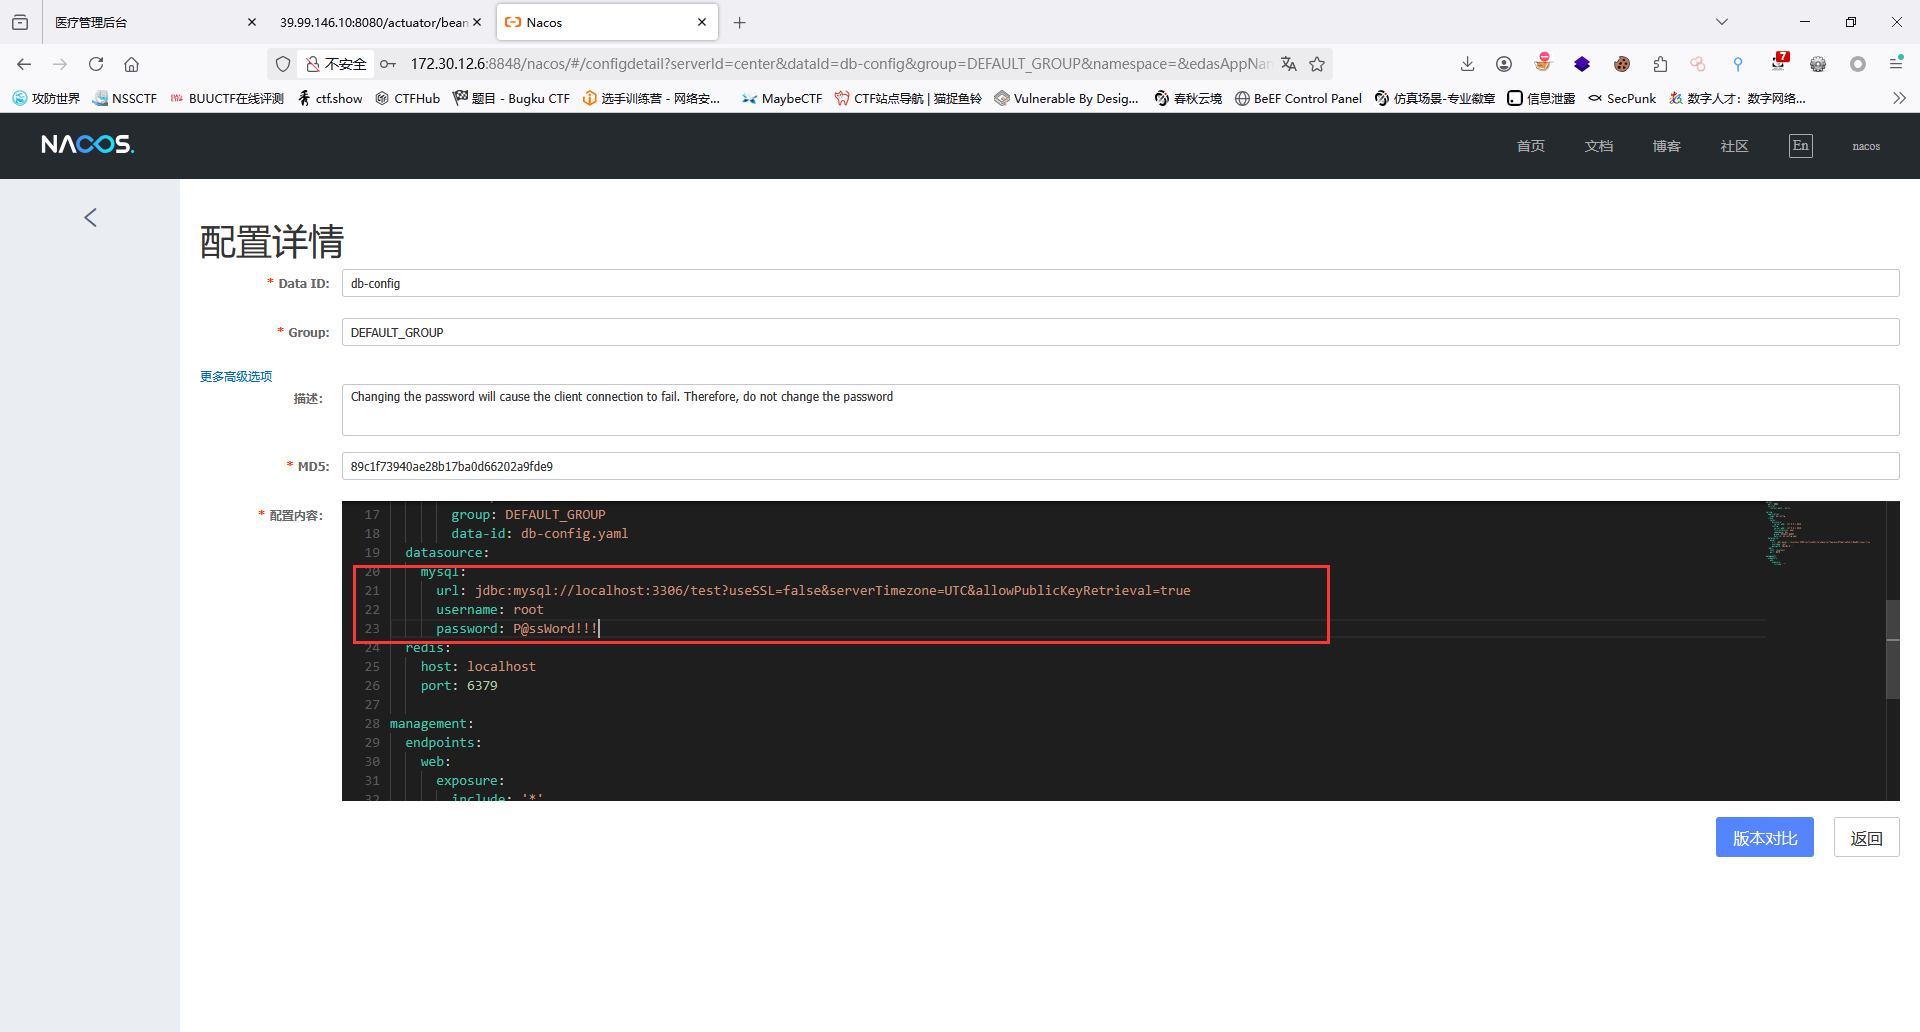 医疗管理后台
39.99.146.10:8080/actuator/bean
Nacos
不安全
172.30.12.6:8848/nacos/#/configdetail?serverId=center&dataId=db-config&group=DEFAULT_GROUP&namespace=&edasAppNam
7
攻防世界 NSSCTF BUUCTF在线评测 ctf.show CTFHub 题目 - Bugku CTF 选手训练营 - 网络安... MaybeCTF CTF站点导航 | 猫捉鱼铃 Vulnerable By Desig... 春秋云境 BeEF Control Panel 仿真场景-专业徽章 信息泄露 SecPunk 数字人才：数字网络...
NACOS.
首页 文档 博客 社区 En nacos
配置详情
* Data ID: db-config
* Group: DEFAULT_GROUP
更多高级选项
描述: Changing the password will cause the client connection to fail. Therefore, do not change the password
* MD5: 89c1f73940ae28b17ba0d66202a9fde9
* 配置内容:
17 group: DEFAULT_GROUP
18 data-id: db-config.yaml
19 datasource:
20 mysql:
21 url: jdbc:mysql://localhost:3306/test?useSSL=false&serverTimezone=UTC&allowPublicKeyRetrieval=true
22 username: root
23 password: P@ssWord!!!
24 redis:
25 host: localhost
26 port: 6379
27
28 management:
29 endpoints:
30 web:
31 exposure:
32 include: '*'
版本对比 返回